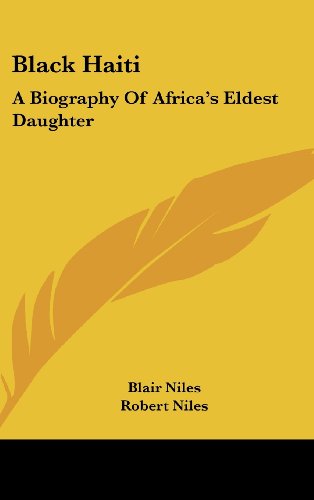 Black Haiti
A Biography Of Africa's Eldest
Daughter
Blair Niles
Robert Niles